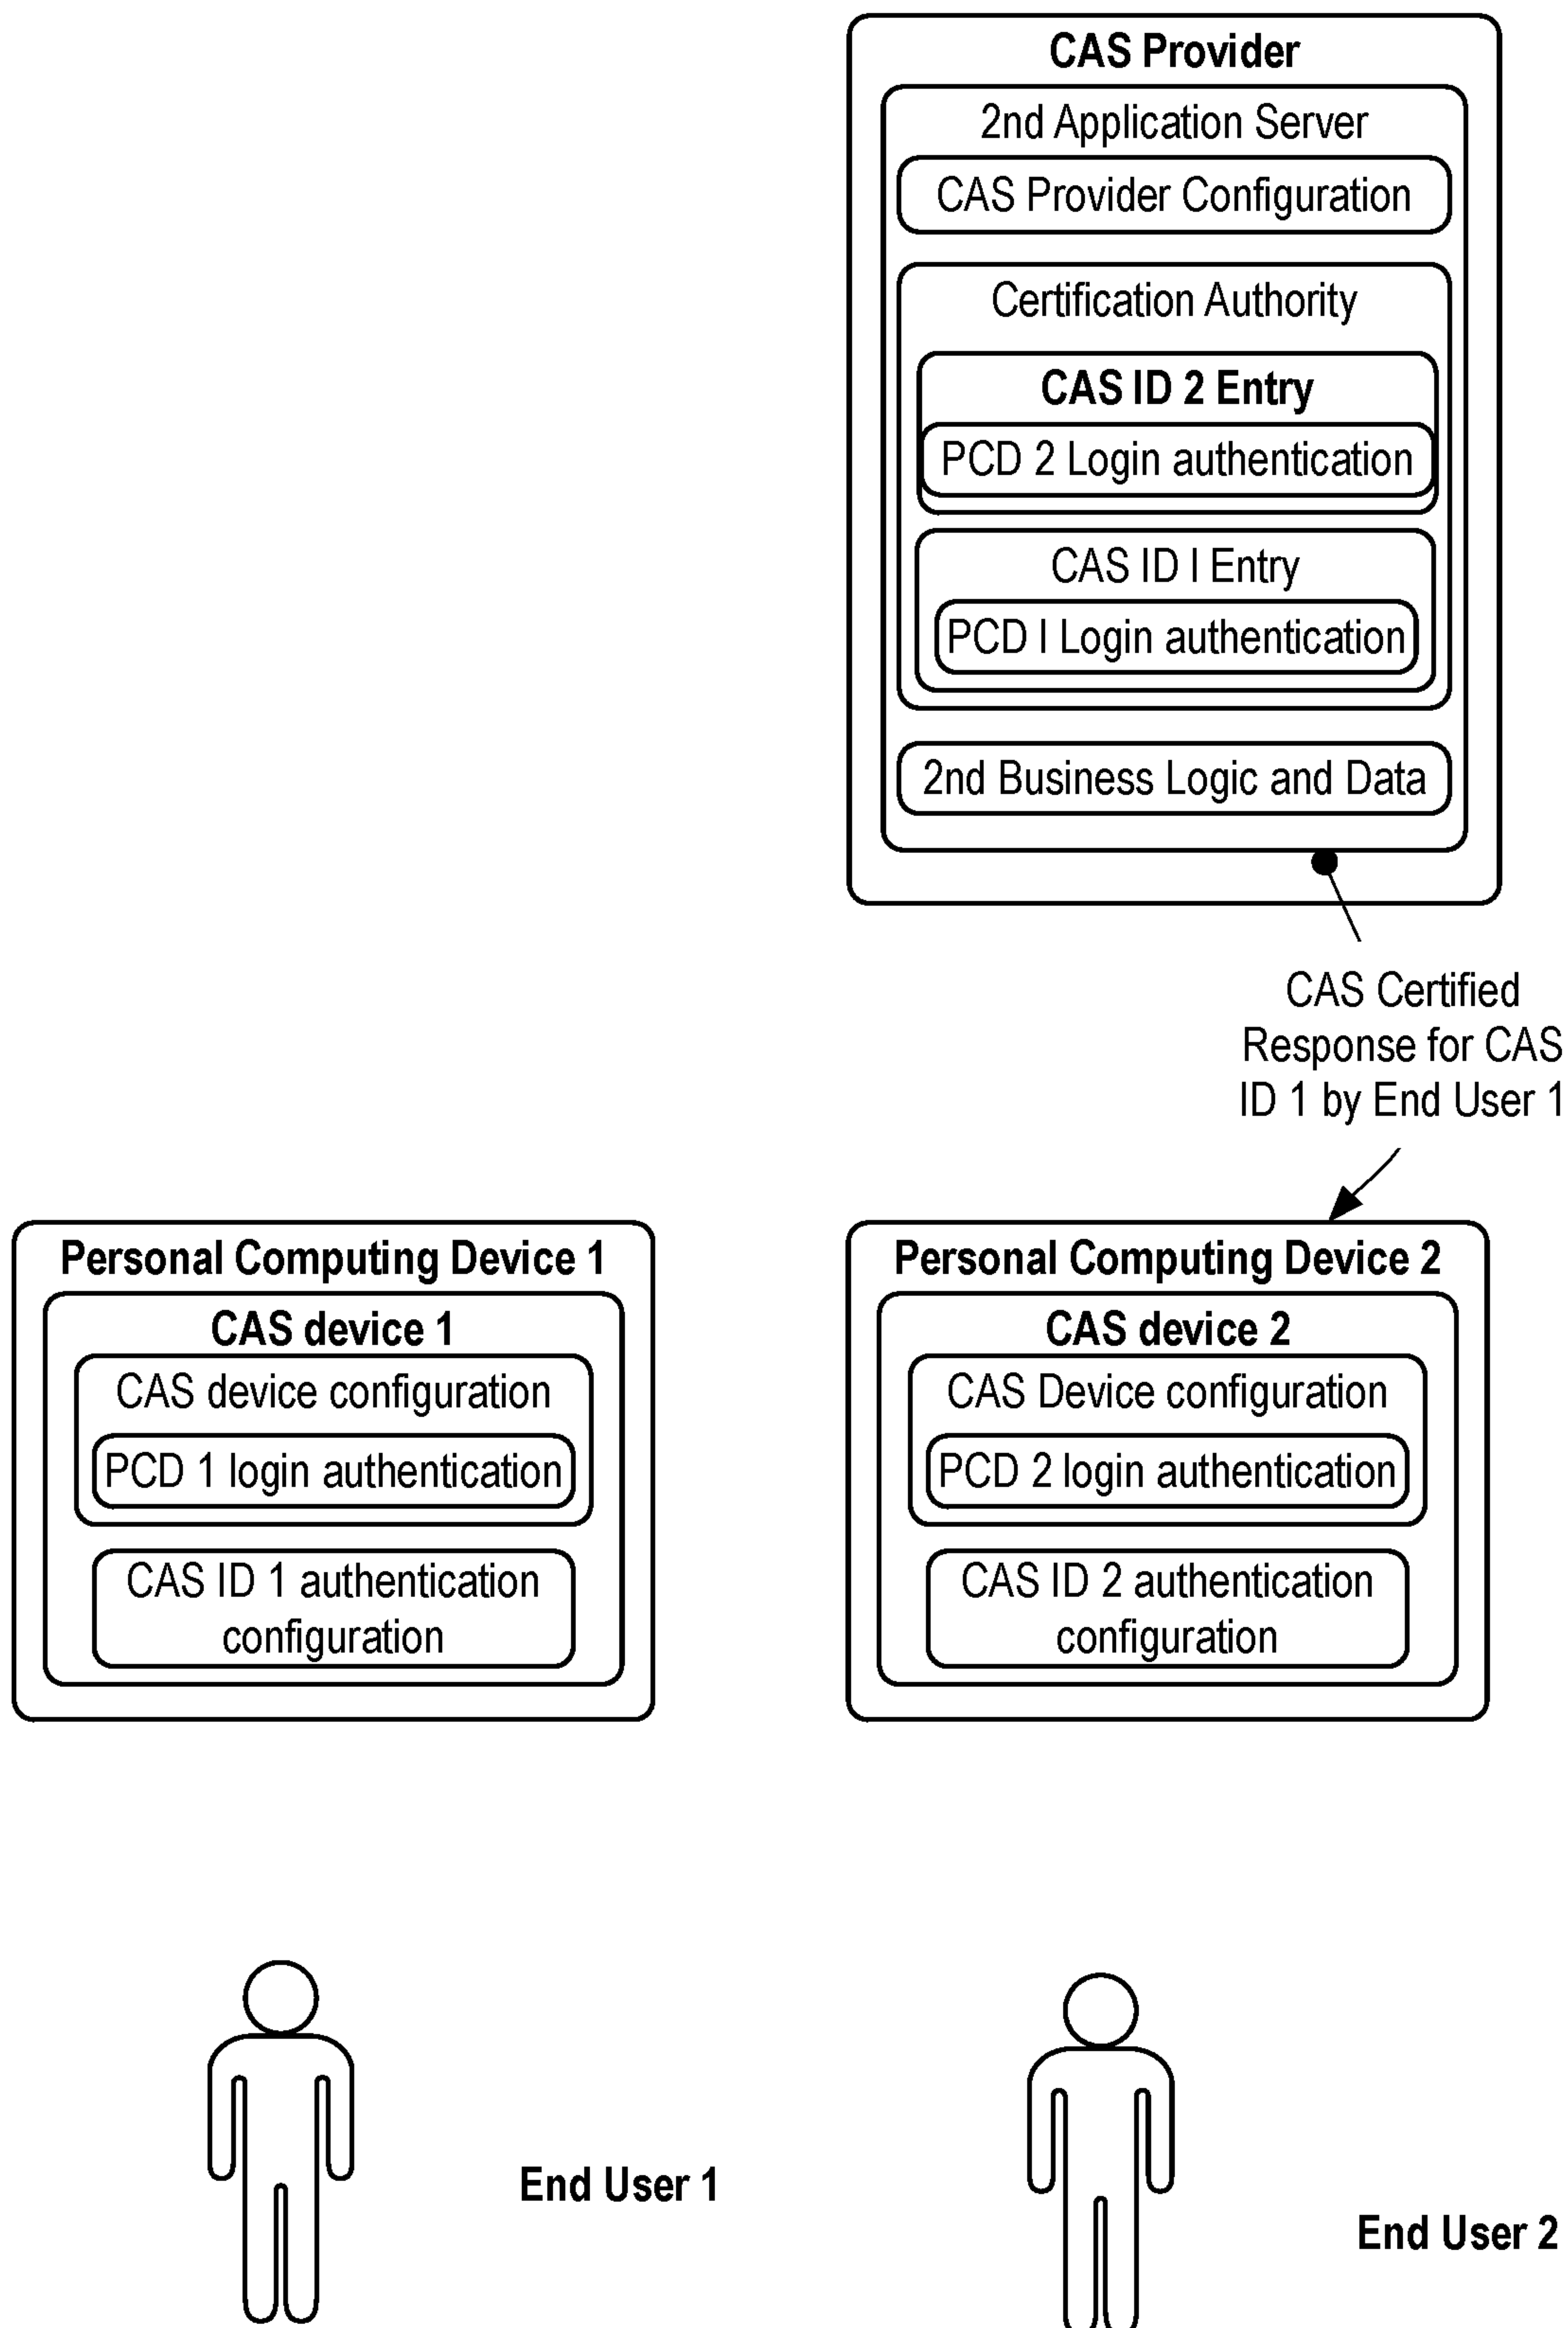 CAS Provider
2nd Application Server
CAS Provider Configuration
Certification Authority
CAS ID 2 Entry
PCD 2 Login authentication
CAS ID I Entry
PCD I Login authentication
2nd Business Logic and Data
CAS Certified
Response for CAS
ID 1 by End User 1
Personal Computing Device 1
CAS device 1
CAS device configuration
PCD 1 login authentication
CAS ID 1 authentication
configuration
Personal Computing Device 2
CAS device 2
CAS Device configuration
PCD 2 login authentication
CAS ID 2 authentication
configuration
End User 1
End User 2